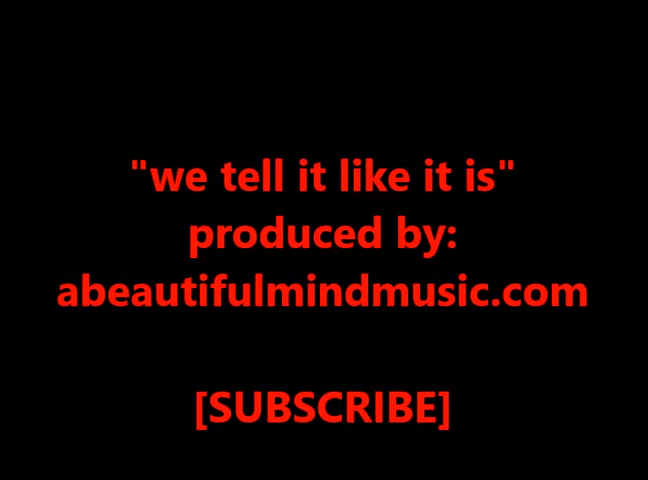 "we tell it like it is"
produced by:
abeautifulmindmusic.com
[SUBSCRIBE]